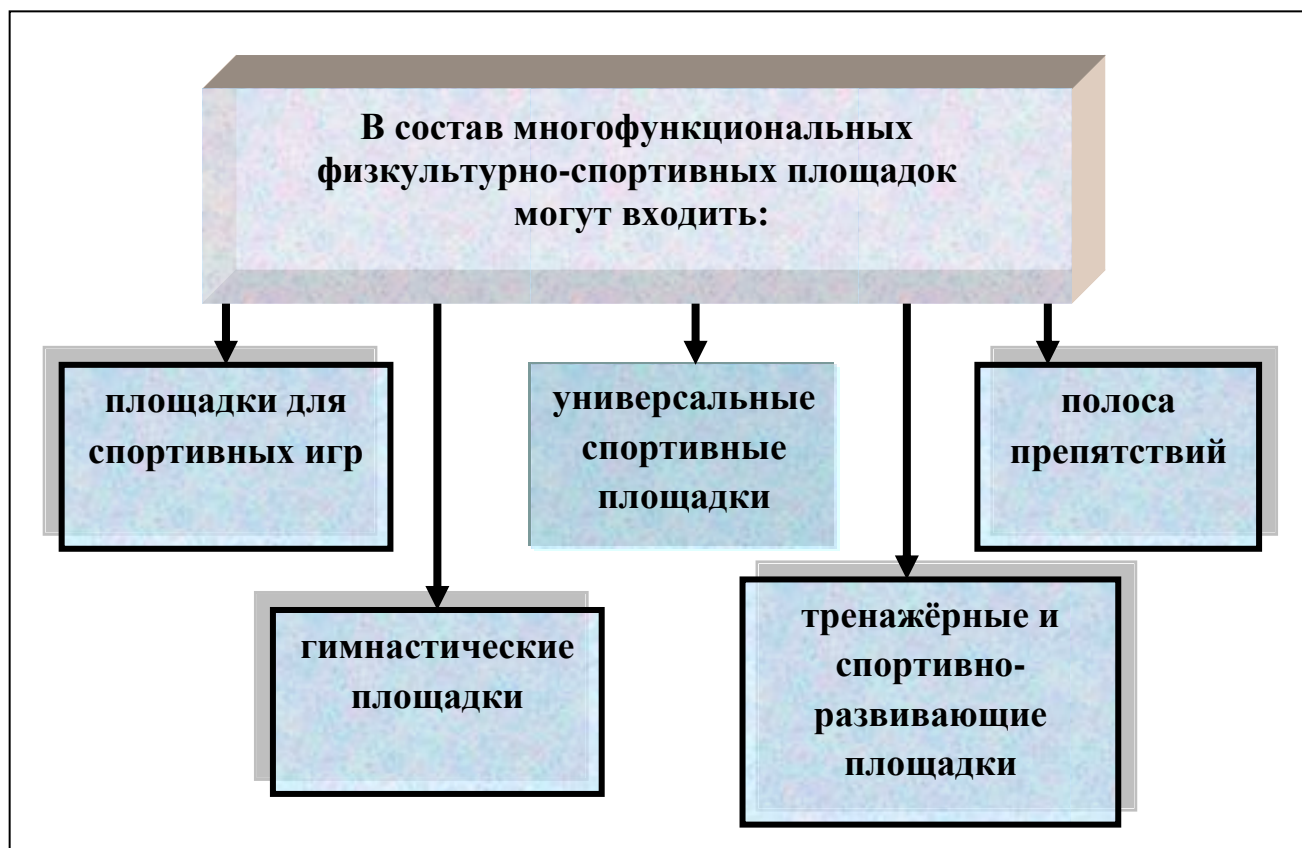 В состав многофункциональных
физкультурно-спортивных площадок
могут входить:
площадки для
спортивных игр
универсальные
спортивные
площадки
полоса
препятствий
гимнастические
площадки
тренажёрные и
спортивно-
развивающие
площадки